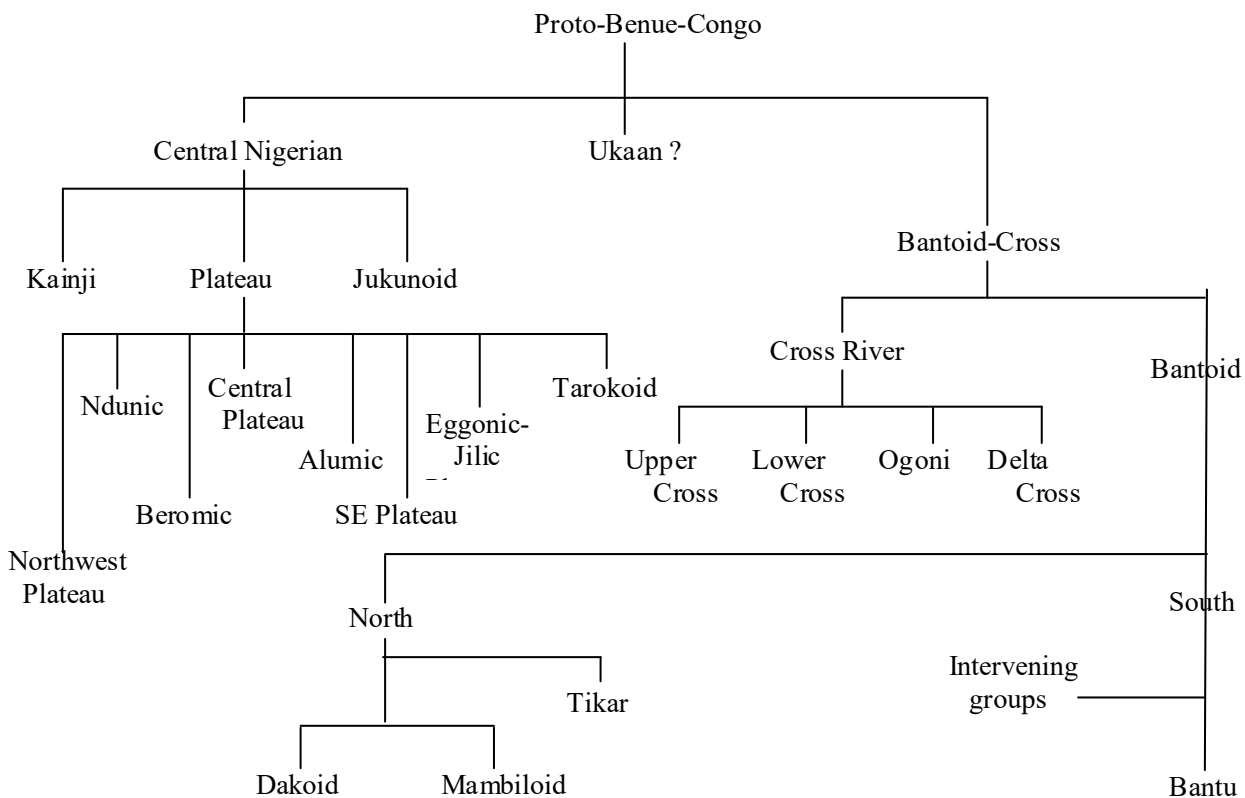 Proto-Benue-Congo
Central Nigerian
Ukaan ?
Bantoid-Cross
Kainji
Plateau
Jukunoid
Cross River
Bantoid
Ndunic
Central
Plateau
Tarokoid
Alumic
Eggonic-
Jilic
Upper
Cross
Lower
Cross
Ogoni
Delta
Cross
Beromic
SE Plateau
Northwest
Plateau
North
South
Intervening
groups
Tikar
Dakoid
Mambiloid
Bantu